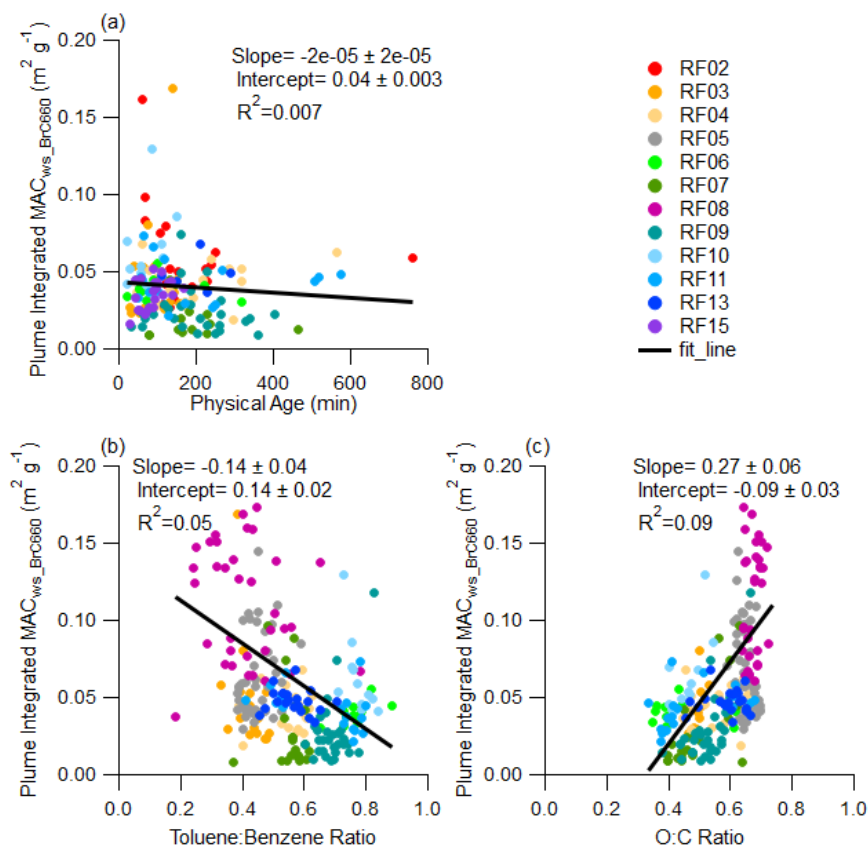 (a)
Slope= -2e-05 ± 2e-05
Intercept= 0.04 ± 0.003
R²=0.007
Plume Integrated MAC_ws_BrC660 (m² g⁻¹)
0.20
0.15
0.10
0.05
0.00
0 200 400 600 800
Physical Age (min)
RF02
RF03
RF04
RF05
RF06
RF07
RF08
RF09
RF10
RF11
RF13
RF15
fit_line
(b)
Slope= -0.14 ± 0.04
Intercept= 0.14 ± 0.02
R²=0.05
Plume Integrated MAC_ws_BrC660 (m² g⁻¹)
0.20
0.15
0.10
0.05
0.00
0.0 0.2 0.4 0.6 0.8 1.0
Toluene:Benzene Ratio
(c)
Slope= 0.27 ± 0.06
Intercept= -0.09 ± 0.03
R²=0.09
Plume Integrated MAC_ws_BrC660 (m² g⁻¹)
0.20
0.15
0.10
0.05
0.00
0.0 0.2 0.4 0.6 0.8 1.0
O:C Ratio